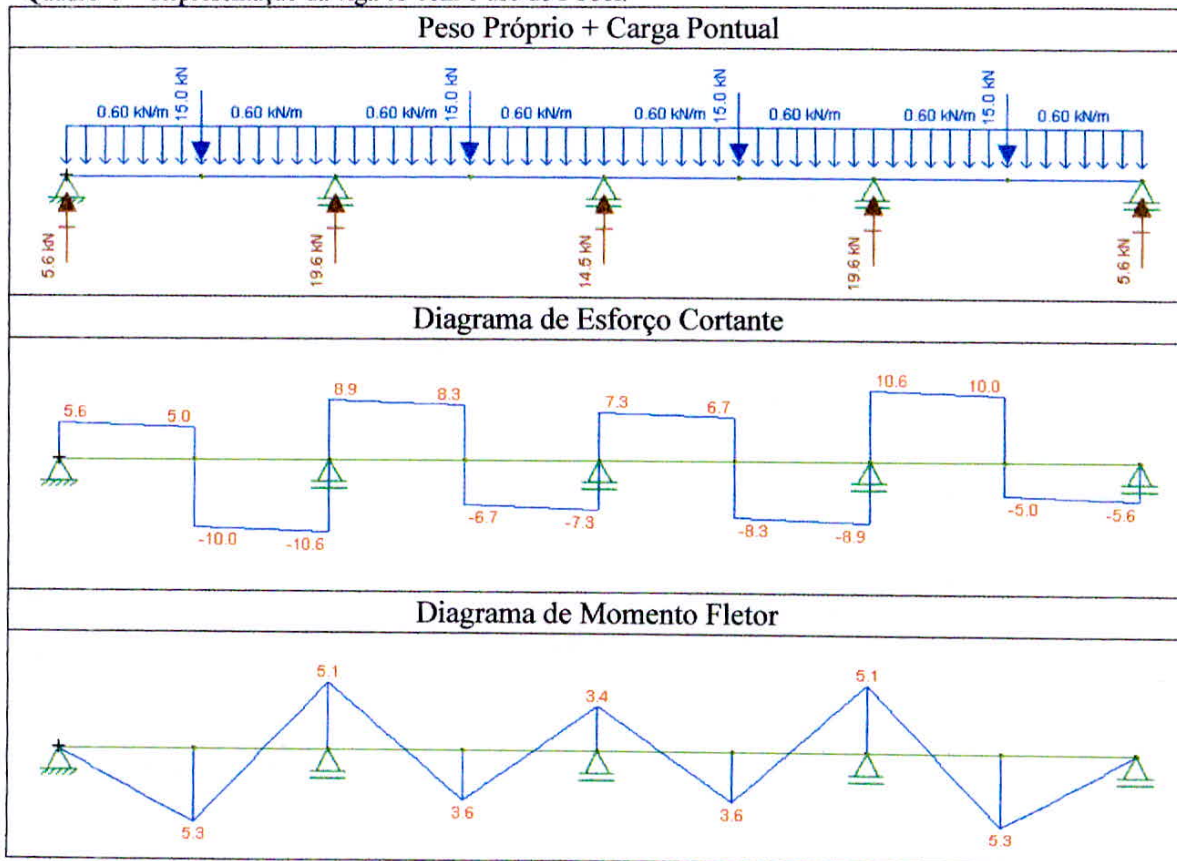 Peso Próprio + Carga Pontual
0.60 kN/m 15.0 kN 0.60 kN/m 0.60 kN/m 15.0 kN 0.60 kN/m 0.60 kN/m 15.0 kN 0.60 kN/m 0.60 kN/m 15.0 kN 0.60 kN/m
5.6 kN 19.6 kN 14.5 kN 19.6 kN 5.6 kN
Diagrama de Esforço Cortante
5.6 5.0 8.9 8.3 7.3 6.7 10.6 10.0
-10.0 -10.6 -6.7 -7.3 -8.3 -8.9 -5.0 -5.6
Diagrama de Momento Fletor
5.1 3.4 5.1
5.3 3.6 3.6 5.3